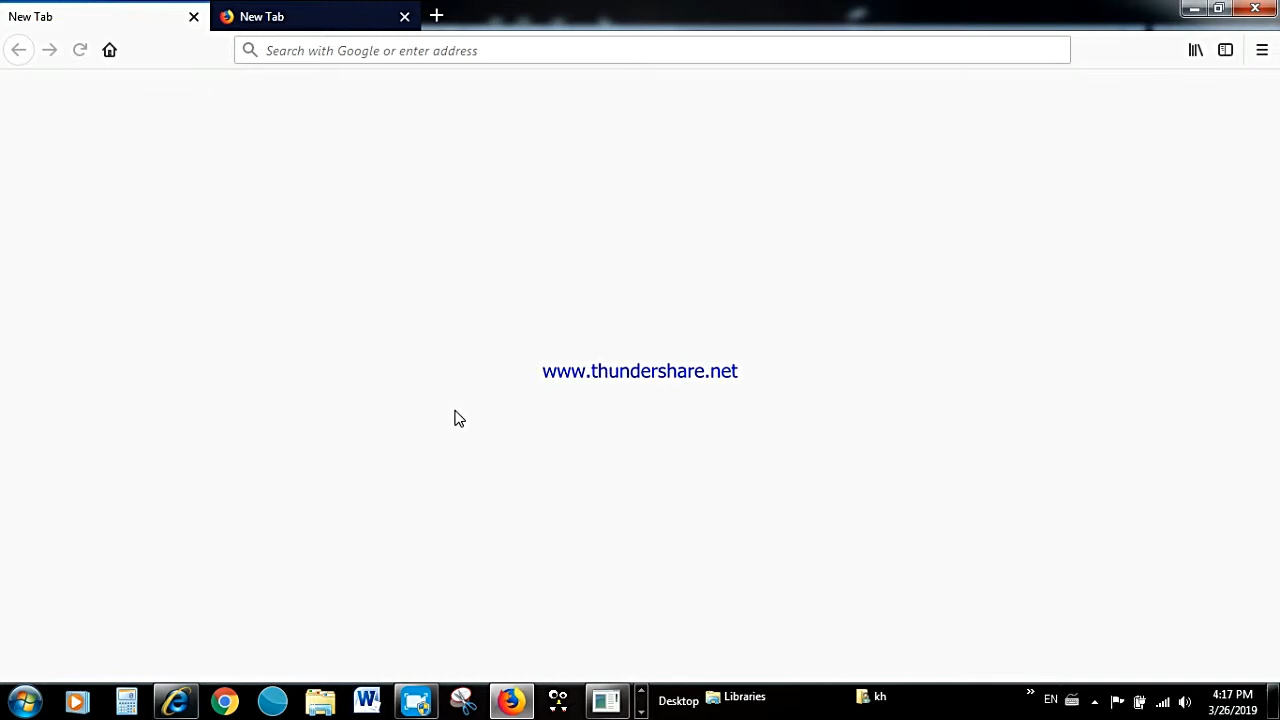 New Tab
New Tab
Search with Google or enter address
www.thundershare.net
Desktop
Libraries
kh
EN
4:17 PM
3/26/2019